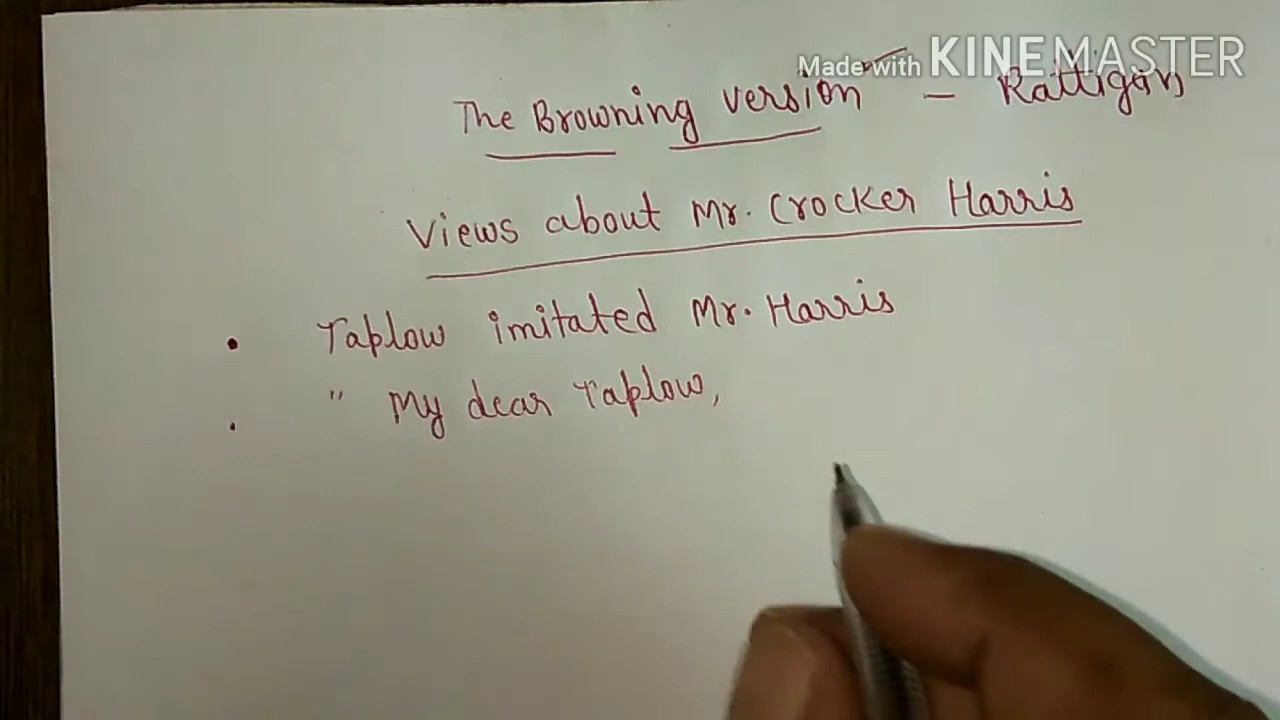 Made with KINEMASTER
The Browning Version - Rattigan
Views about Mr. Crocker Harris
• Taplow imitated Mr. Harris
• " My dear Taplow,